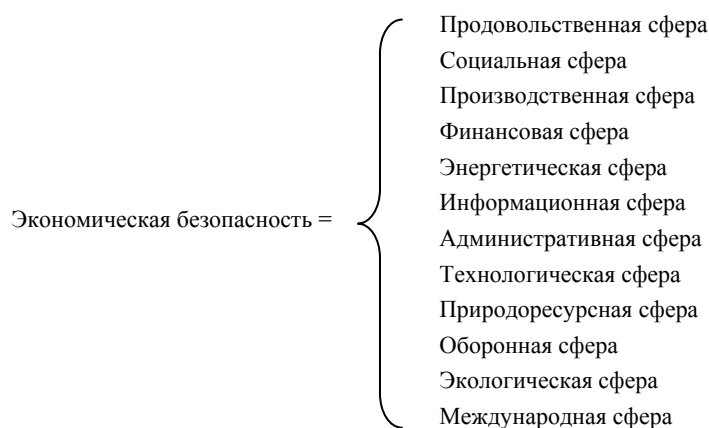 Продовольственная сфера
Социальная сфера
Производственная сфера
Финансовая сфера
Энергетическая сфера
Экономическая безопасность =
Информационная сфера
Административная сфера
Технологическая сфера
Природоресурсная сфера
Оборонная сфера
Экологическая сфера
Международная сфера